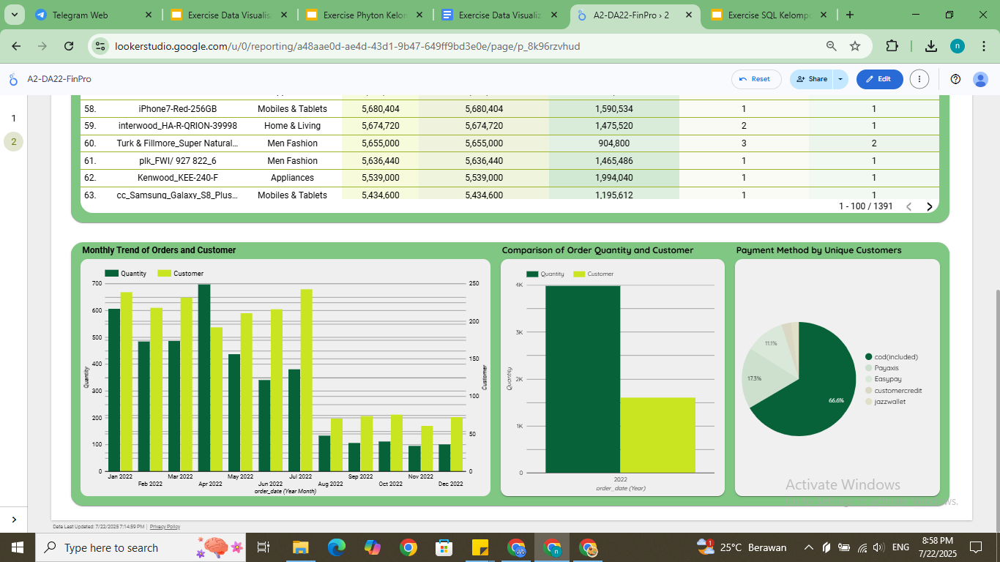 Telegram Web
Exercise Data Visualis
Exercise Phyton Kelon
Exercise Data Visualiz
A2-DA22-FinPro › 2
Exercise SQL Kelomp
lookerstudio.google.com/u/0/reporting/a48aae0d-ae4d-43d1-9b47-649ff9bd3e0e/page/p_8k96rzvhud
n
A2-DA22-FinPro
Reset
Share
Edit
1
2
58. iPhone7-Red-256GB Mobiles & Tablets 5,680,404 5,680,404 1,590,534 1 1
59. interwood_HA-R-QRION-39998 Home & Living 5,674,720 5,674,720 1,475,520 2 1
60. Turk & Fillmore_Super Natural... Men Fashion 5,655,000 5,655,000 904,800 3 2
61. plk_FWI/ 927 822_6 Men Fashion 5,636,440 5,636,440 1,465,486 1 1
62. Kenwood_KEE-240-F Appliances 5,539,000 5,539,000 1,994,040 1 1
63. cc_Samsung_Galaxy_S8_Plus... Mobiles & Tablets 5,434,600 5,434,600 1,195,612 1 1
1 - 100 / 1391
Monthly Trend of Orders and Customer
Quantity Customer
700
600
500
400
300
200
100
0
Quantity
250
200
150
100
50
0
Customer
Jan 2022
Feb 2022
Mar 2022
Apr 2022
May 2022
Jun 2022
Jul 2022
Aug 2022
Sep 2022
Oct 2022
Nov 2022
Dec 2022
order_date (Year Month)
Comparison of Order Quantity and Customer
Quantity Customer
4K
3K
2K
1K
0
Quantity
2022
order_date (Year)
Payment Method by Unique Customers
11.1%
17.3%
66.6%
cod(included)
Payaxis
Easypay
customercredit
jazzwallet
Activate Windows
Data Last Updated: 7/22/2025 7:14:59 PM | Privacy Policy
Type here to search
25°C Berawan
ENG
8:58 PM
7/22/2025